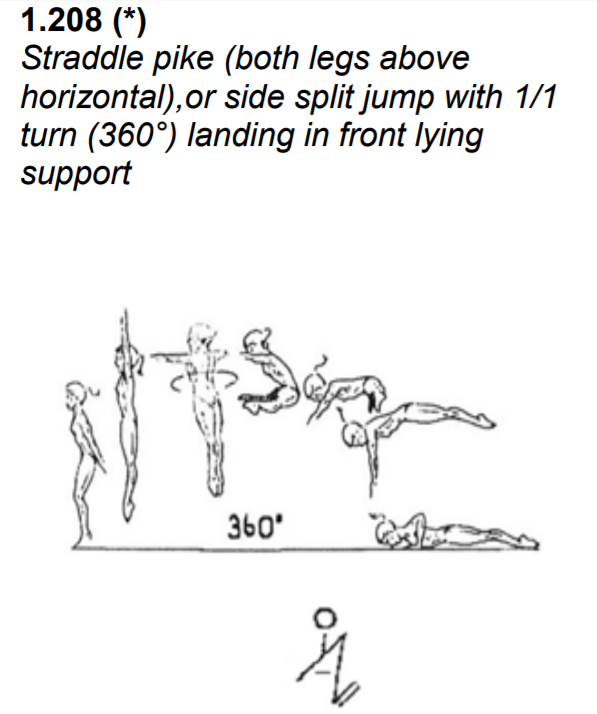 1.208 (*)
Straddle pike (both legs above
horizontal),or side split jump with 1/1
turn (360°) landing in front lying
support
360°